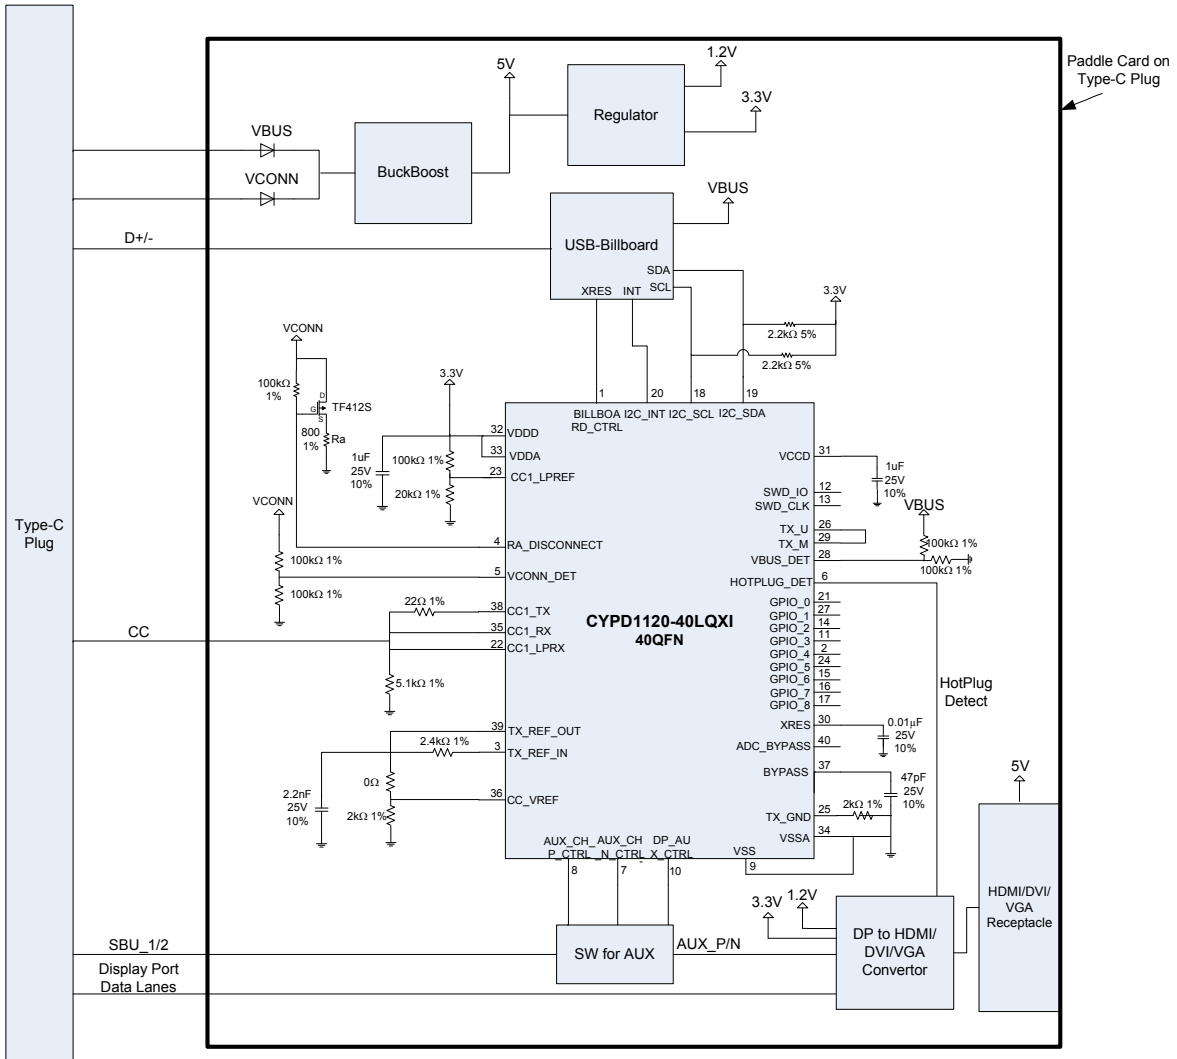 Paddle Card on
Type-C Plug
1.2V
5V
3.3V
Regulator
VBUS
BuckBoost
VCONN
VBUS
D+/-
USB-Billboard
SDA
SCL
XRES
INT
3.3V
2.2kΩ 5%
2.2kΩ 5%
VCONN
100kΩ
1%
D
G
S
TF412S
800
1%
Ra
3.3V
1
20
18
19
BILLBOA
RD_CTRL
I2C_INT
I2C_SCL
I2C_SDA
32
VDDD
33
VDDA
23
CC1_LPREF
1uF
25V
10%
100kΩ 1%
20kΩ 1%
VCCD
31
1uF
25V
10%
SWD_IO
12
SWD_CLK
13
VBUS
TX_U
26
TX_M
29
100kΩ 1%
VBUS_DET
28
100kΩ 1%
HOTPLUG_DET
6
Type-C
Plug
VCONN
100kΩ 1%
100kΩ 1%
4
RA_DISCONNECT
5
VCONN_DET
22Ω 1%
38
CC1_TX
35
CC1_RX
22
CC1_LPRX
CC
5.1kΩ 1%
CYPD1120-40LQXI
40QFN
GPIO_0
21
GPIO_1
27
GPIO_2
14
GPIO_3
11
GPIO_4
2
GPIO_5
24
GPIO_6
15
GPIO_7
16
GPIO_8
17
HotPlug
Detect
XRES
30
0.01µF
25V
10%
ADC_BYPASS
40
39
TX_REF_OUT
2.4kΩ 1%
3
TX_REF_IN
0Ω
36
CC_VREF
2kΩ 1%
2.2nF
25V
10%
BYPASS
37
47pF
25V
10%
TX_GND
25
2kΩ 1%
VSSA
34
VSS
9
AUX_CH_
P_CTRL
8
AUX_CH
_N_CTRL
7
DP_AU
X_CTRL
10
5V
HDMI/DVI/
VGA
Receptacle
3.3V
1.2V
DP to HDMI/
DVI/VGA
Convertor
SBU_1/2
SW for AUX
AUX_P/N
Display Port
Data Lanes